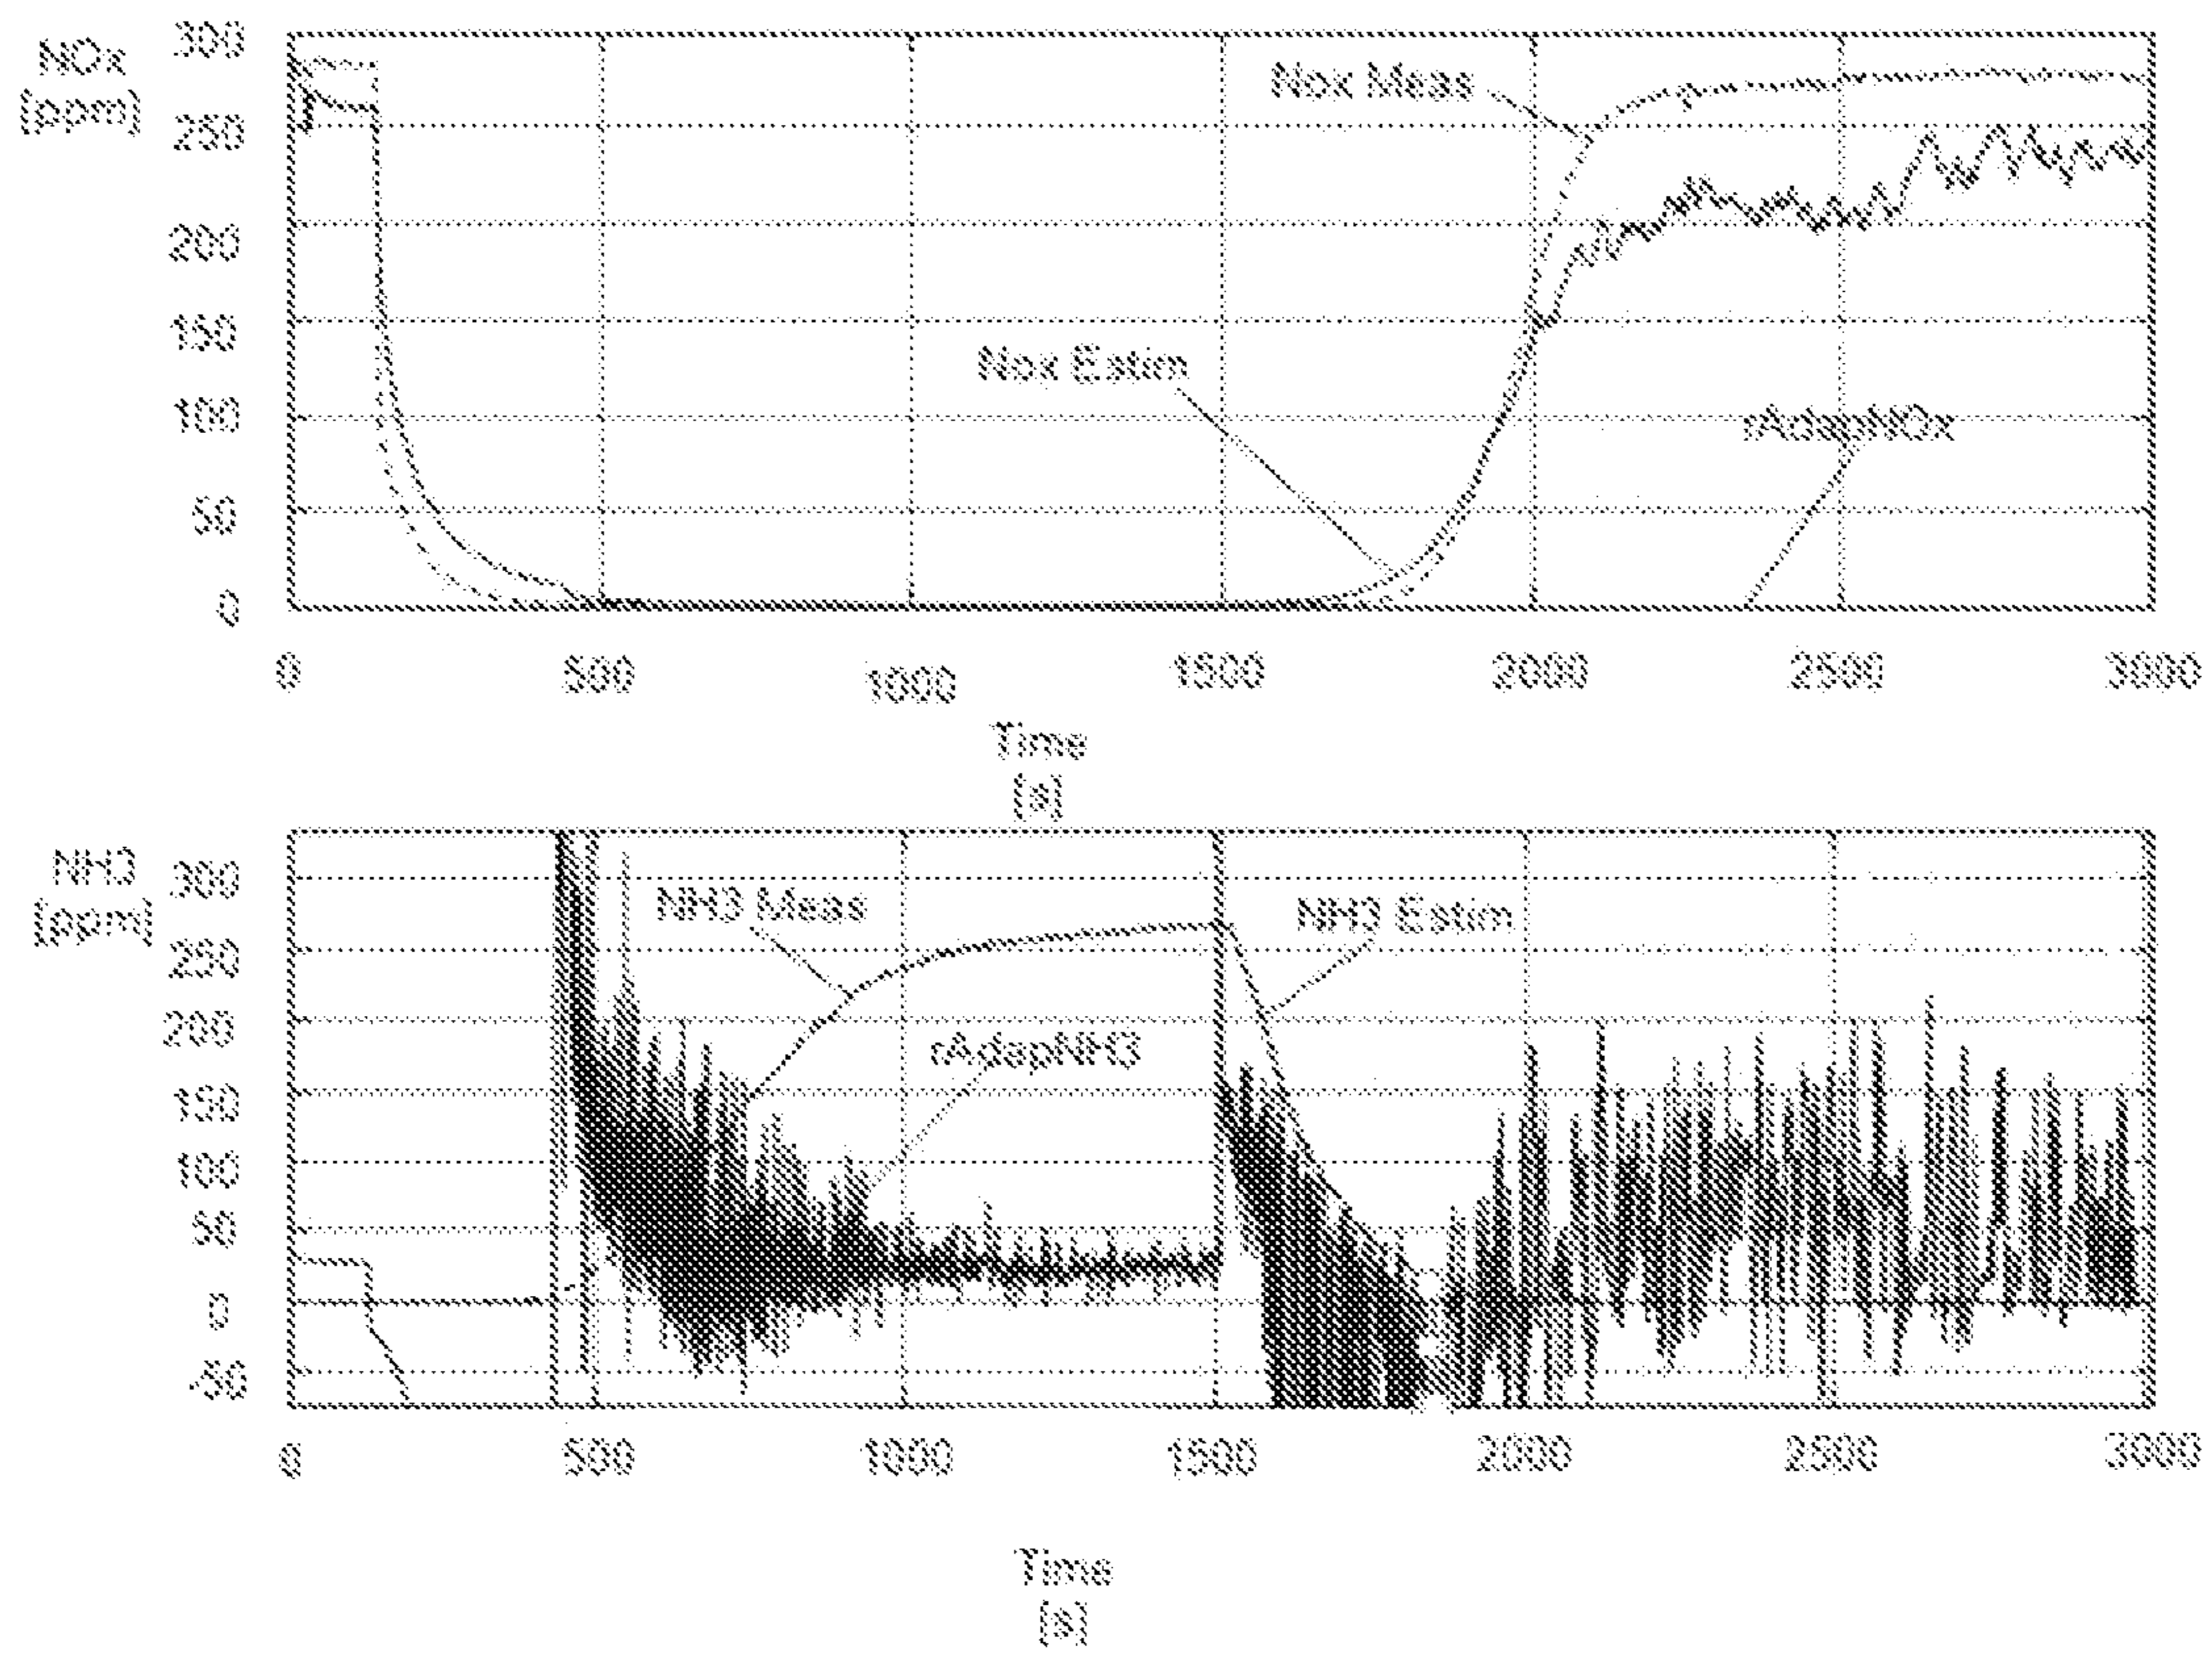 NOx
[ppm]
300
250
200
150
100
50
0
Nox Meas
Nox Estim
rAdapNOx
0 500 1000 1500 2000 2500 3000
Time
[s]
NH3
[ppm]
300
250
200
150
100
50
0
-50
NH3 Meas
NH3 Estim
rAdapNH3
0 500 1000 1500 2000 2500 3000
Time
[s]